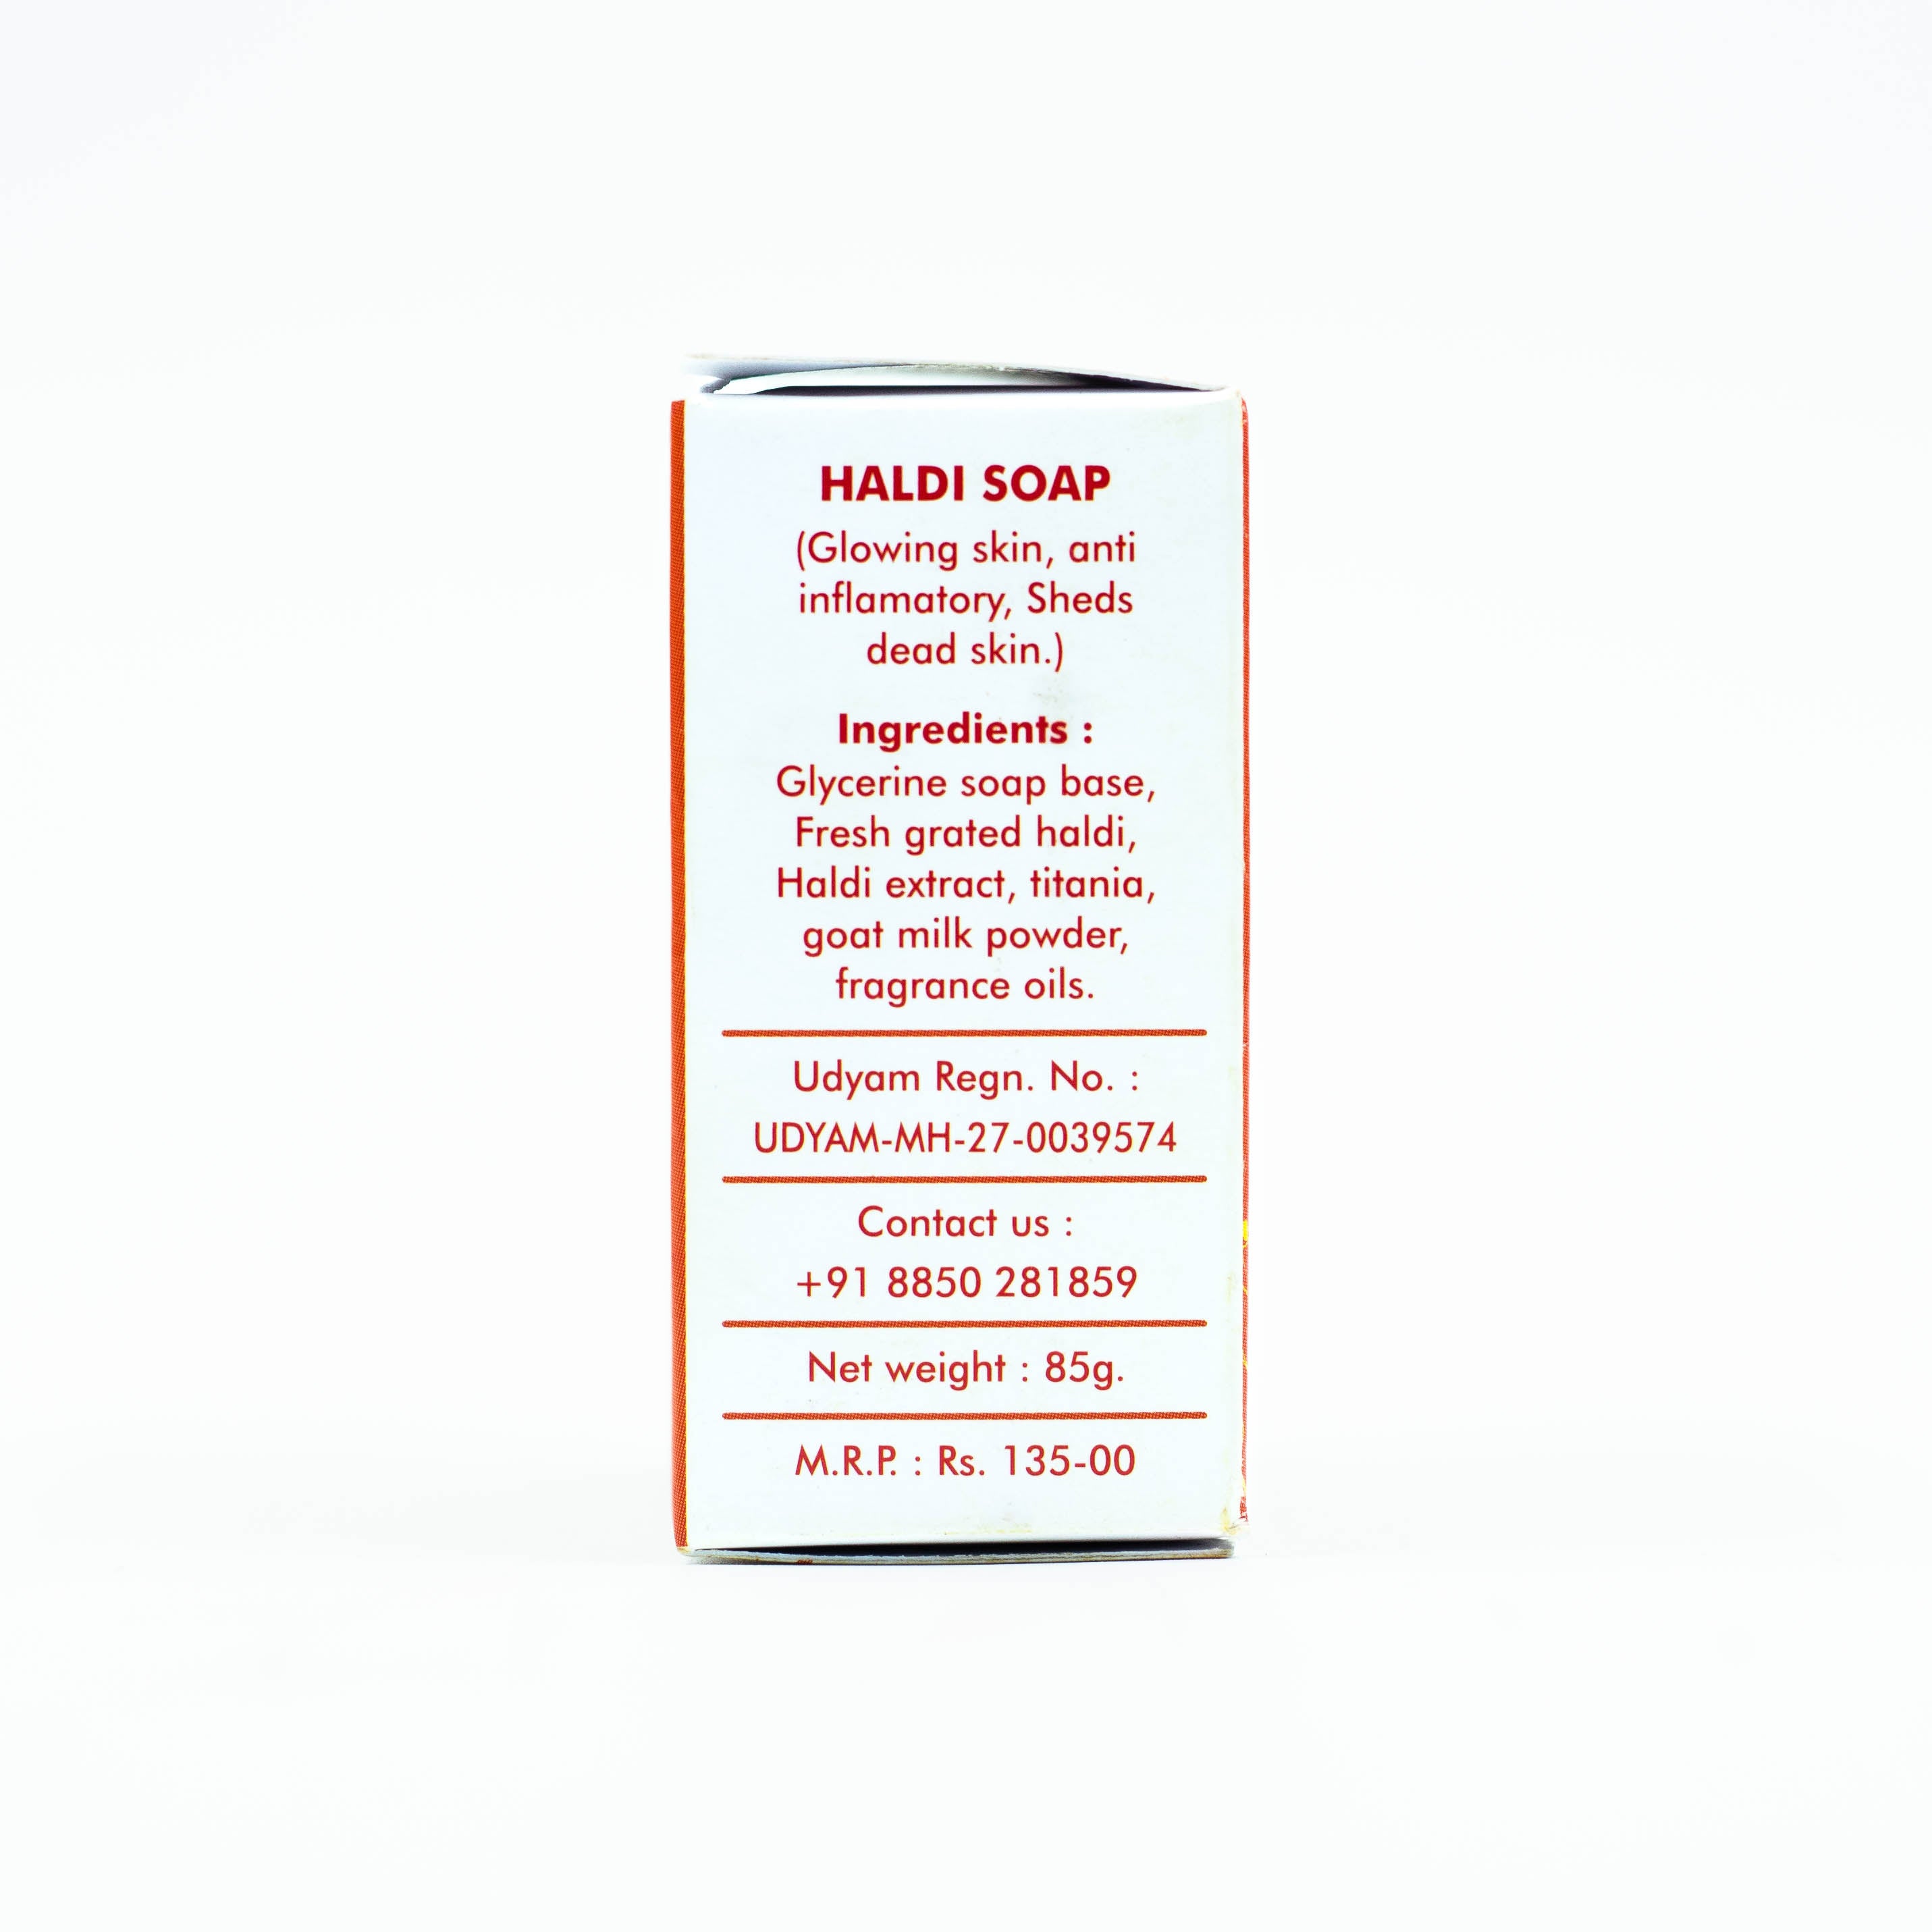 HALDI SOAP
(Glowing skin, anti
inflamatory, Sheds
dead skin.)
Ingredients :
Glycerine soap base,
Fresh grated haldi,
Haldi extract, titania,
goat milk powder,
fragrance oils.
Udyam Regn. No. :
UDYAM-MH-27-0039574
Contact us :
+91 8850 281859
Net weight : 85g.
M.R.P. : Rs. 135-00